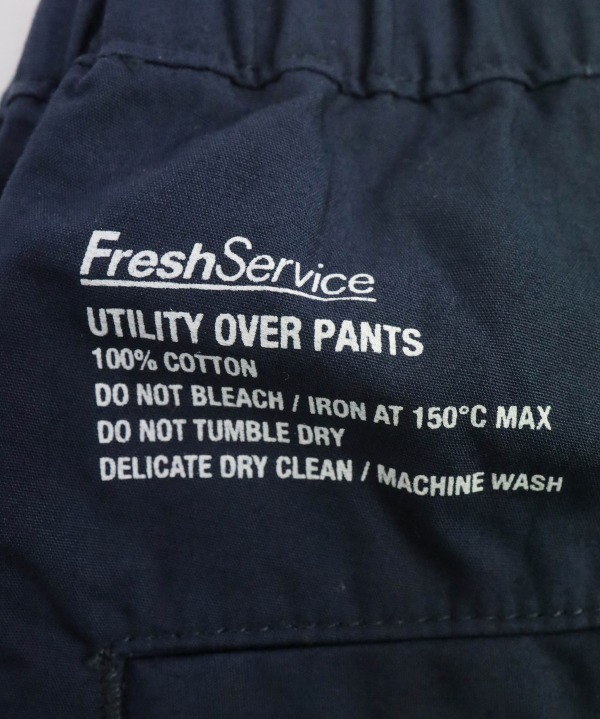 FreshService
UTILITY OVER PANTS
100% COTTON
DO NOT BLEACH / IRON AT 150°C MAX
DO NOT TUMBLE DRY
DELICATE DRY CLEAN / MACHINE WASH